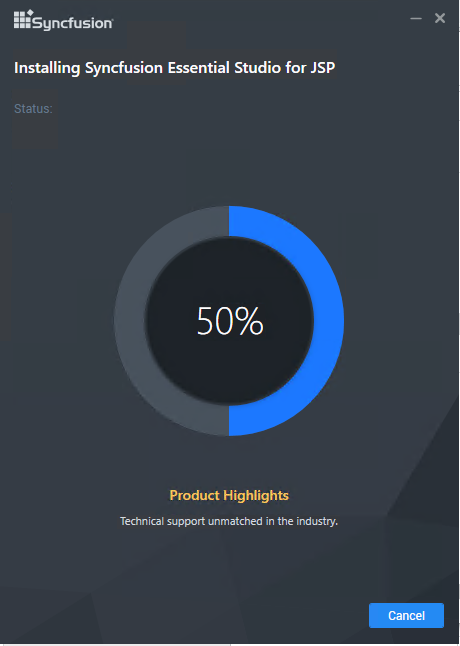 Syncfusion
Installing Syncfusion Essential Studio for JSP
Status:
50%
Product Highlights
Technical support unmatched in the industry.
Cancel